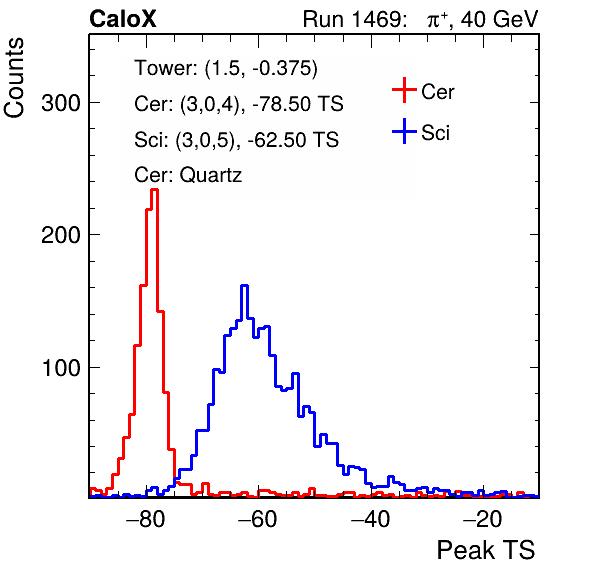 CaloX Run 1469: π⁺, 40 GeV
Counts
Tower: (1.5, -0.375)
Cer: (3,0,4), -78.50 TS
Sci: (3,0,5), -62.50 TS
Cer: Quartz
Cer
Sci
300
200
100
−80 −60 −40 −20
Peak TS